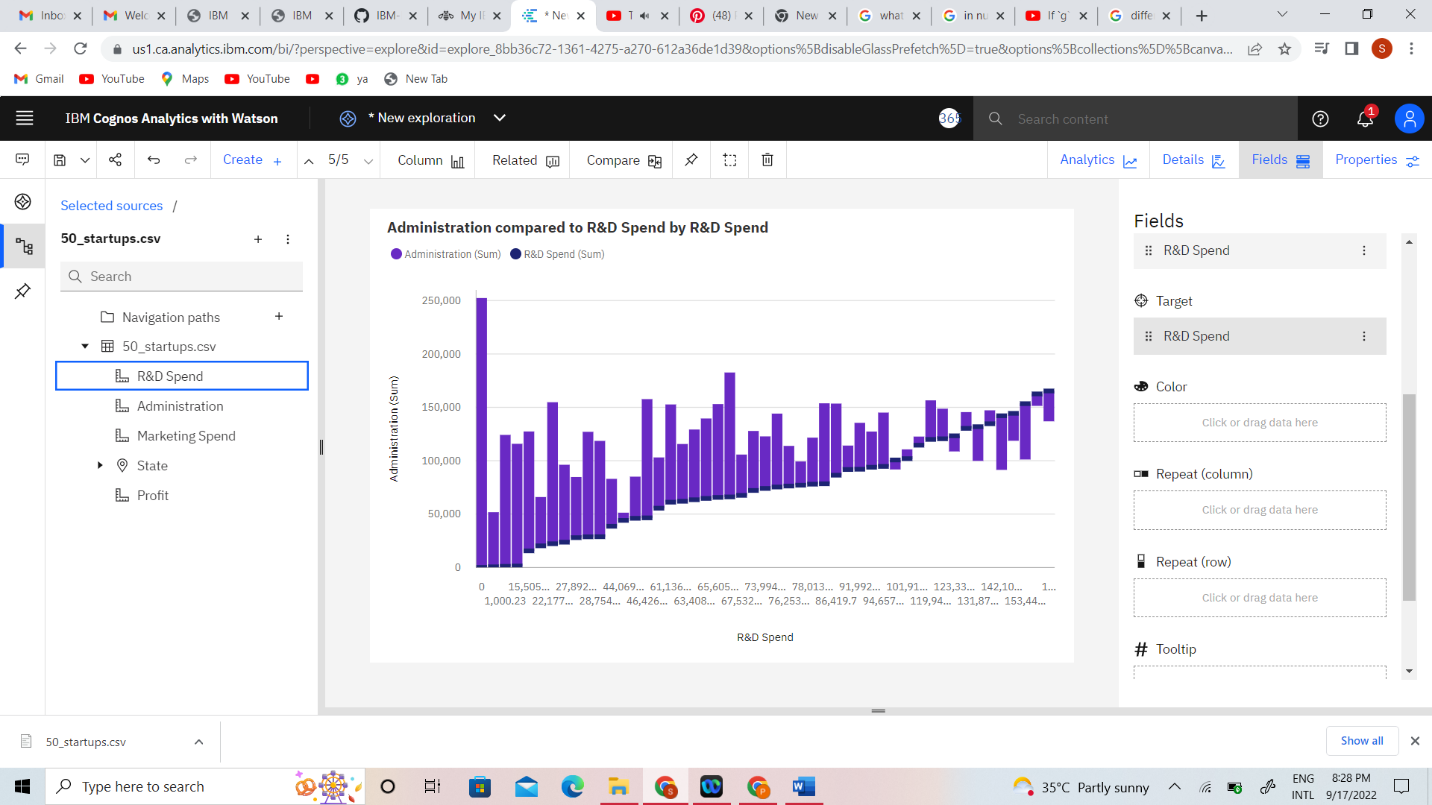 Inbo
Welc
IBM
IBM
IBM-
My IE
* Nev
T
(48)
New
what
in nu
If `g`
diffe
us1.ca.analytics.ibm.com/bi/?perspective=explore&id=explore_8bb36c72-1361-4275-a270-612a36de1d39&options%5BdisableGlassPrefetch%5D=true&options%5Bcollections%5D%5Bcanva...
S
Gmail
YouTube
Maps
YouTube
3
ya
New Tab
IBM Cognos Analytics with Watson
* New exploration
365
Search content
1
Create
5/5
Column
Related
Compare
Analytics
Details
Fields
Properties
Selected sources /
50_startups.csv
Search
Navigation paths
50_startups.csv
R&D Spend
Administration
Marketing Spend
State
Profit
Administration compared to R&D Spend by R&D Spend
Administration (Sum)
R&D Spend (Sum)
Administration (Sum)
250,000
200,000
150,000
100,000
50,000
0
0 15,505... 27,892... 44,069... 61,136... 65,605... 73,994... 78,013... 91,992... 101,91... 123,33... 142,10... 1...
1,000.23 22,177... 28,754... 46,426... 63,408... 67,532... 76,253... 86,419.7 94,657... 119,94... 131,87... 153,44...
R&D Spend
Fields
R&D Spend
Target
R&D Spend
Color
Click or drag data here
Repeat (column)
Click or drag data here
Repeat (row)
Click or drag data here
# Tooltip
50_startups.csv
Show all
Type here to search
S
P
W
35°C Partly sunny
ENG
INTL
8:28 PM
9/17/2022